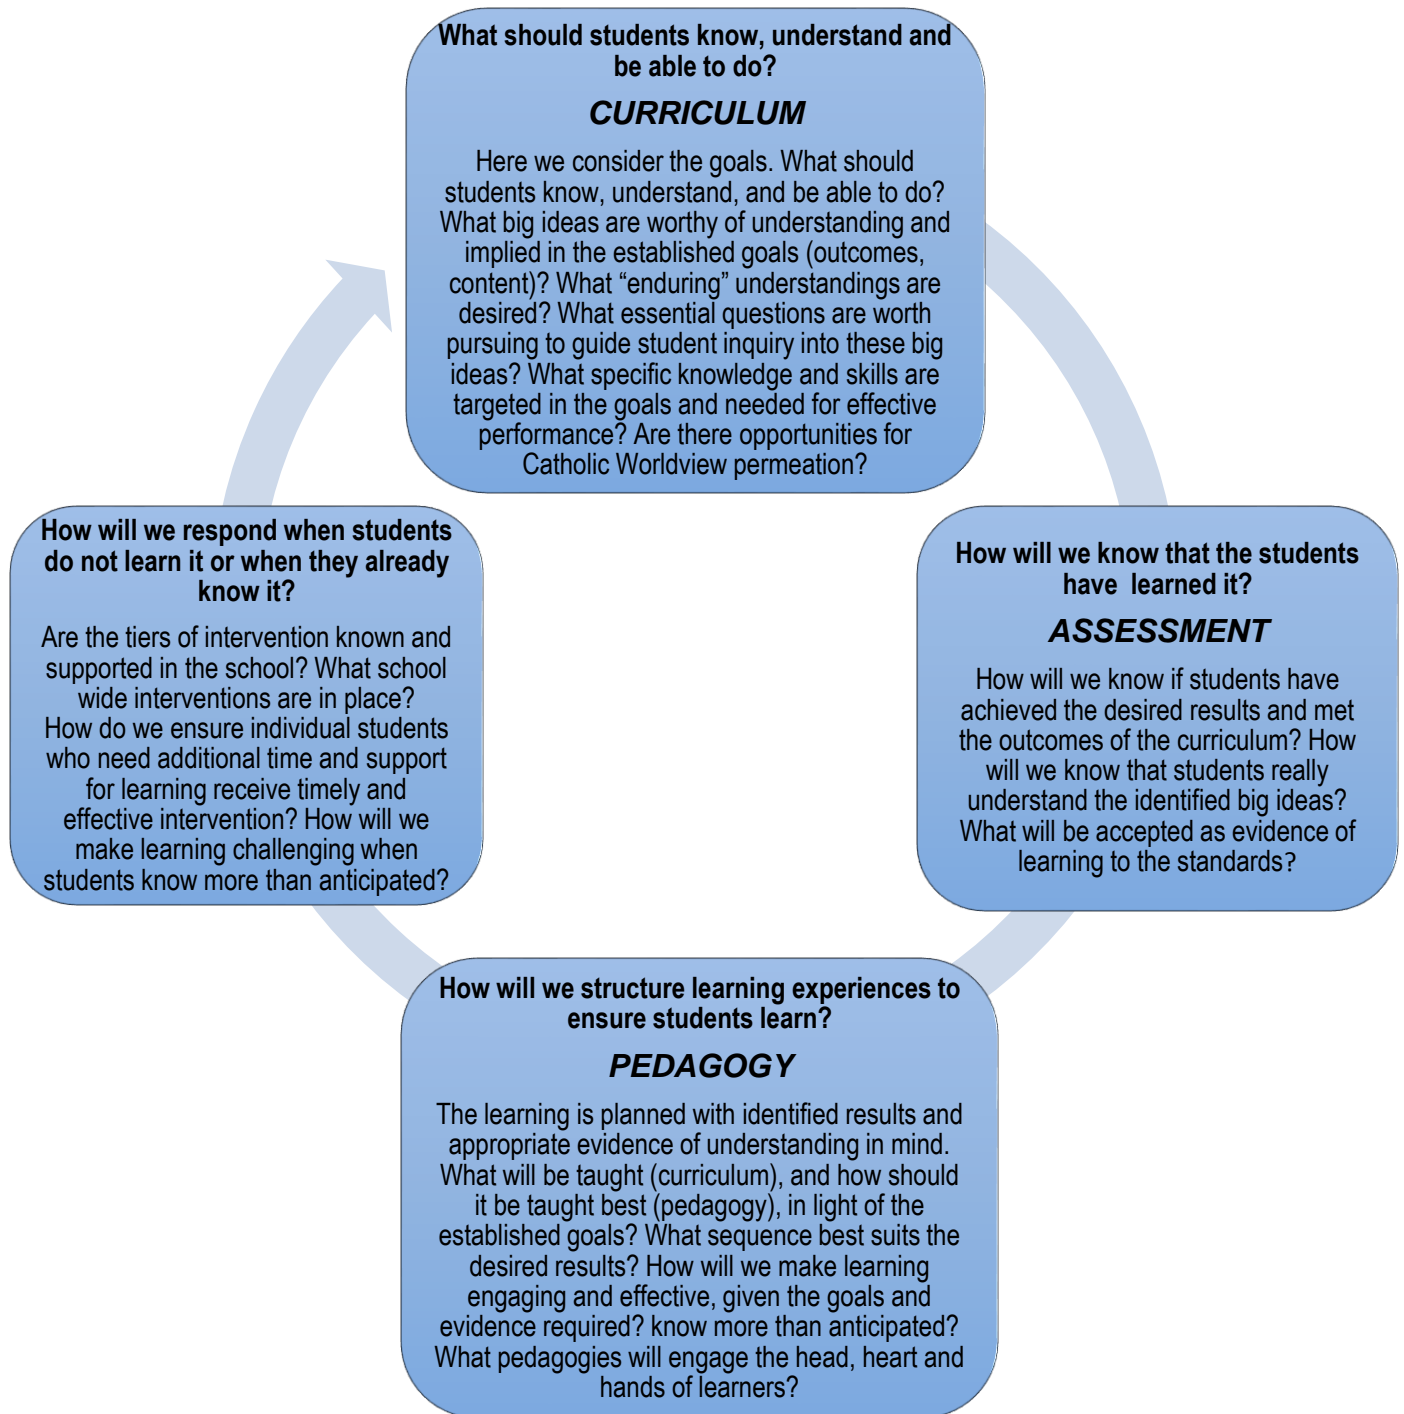 What should students know, understand and
be able to do?
CURRICULUM
Here we consider the goals. What should
students know, understand, and be able to do?
What big ideas are worthy of understanding and
implied in the established goals (outcomes,
content)? What “enduring” understandings are
desired? What essential questions are worth
pursuing to guide student inquiry into these big
ideas? What specific knowledge and skills are
targeted in the goals and needed for effective
performance? Are there opportunities for
Catholic Worldview permeation?
How will we know that the students
have learned it?
ASSESSMENT
How will we know if students have
achieved the desired results and met
the outcomes of the curriculum? How
will we know that students really
understand the identified big ideas?
What will be accepted as evidence of
learning to the standards?
How will we structure learning experiences to
ensure students learn?
PEDAGOGY
The learning is planned with identified results and
appropriate evidence of understanding in mind.
What will be taught (curriculum), and how should
it be taught best (pedagogy), in light of the
established goals? What sequence best suits the
desired results? How will we make learning
engaging and effective, given the goals and
evidence required? know more than anticipated?
What pedagogies will engage the head, heart and
hands of learners?
How will we respond when students
do not learn it or when they already
know it?
Are the tiers of intervention known and
supported in the school? What school
wide interventions are in place?
How do we ensure individual students
who need additional time and support
for learning receive timely and
effective intervention? How will we
make learning challenging when
students know more than anticipated?